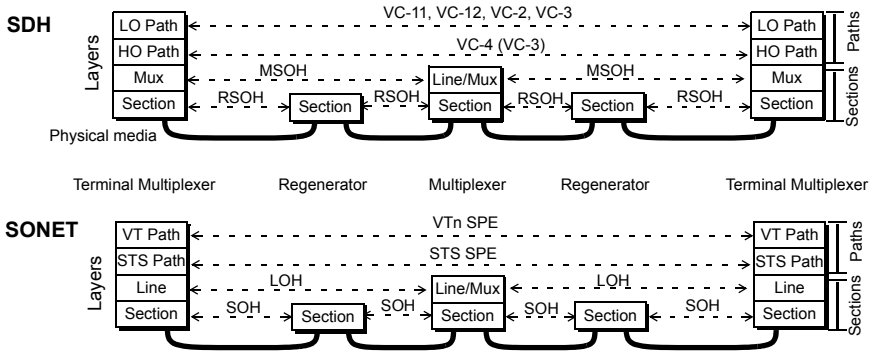 SDH
Layers
LO Path
VC-11, VC-12, VC-2, VC-3
LO Path
HO Path
VC-4 (VC-3)
HO Path
Paths
Mux
MSOH
Line/Mux
MSOH
Mux
Section
RSOH
Section
RSOH
Section
RSOH
Section
RSOH
Section
Sections
Physical media
Terminal Multiplexer
Regenerator
Multiplexer
Regenerator
Terminal Multiplexer
SONET
Layers
VT Path
VTn SPE
VT Path
STS Path
STS SPE
STS Path
Paths
Line
LOH
Line/Mux
LOH
Line
Section
SOH
Section
SOH
Section
SOH
Section
SOH
Section
Sections